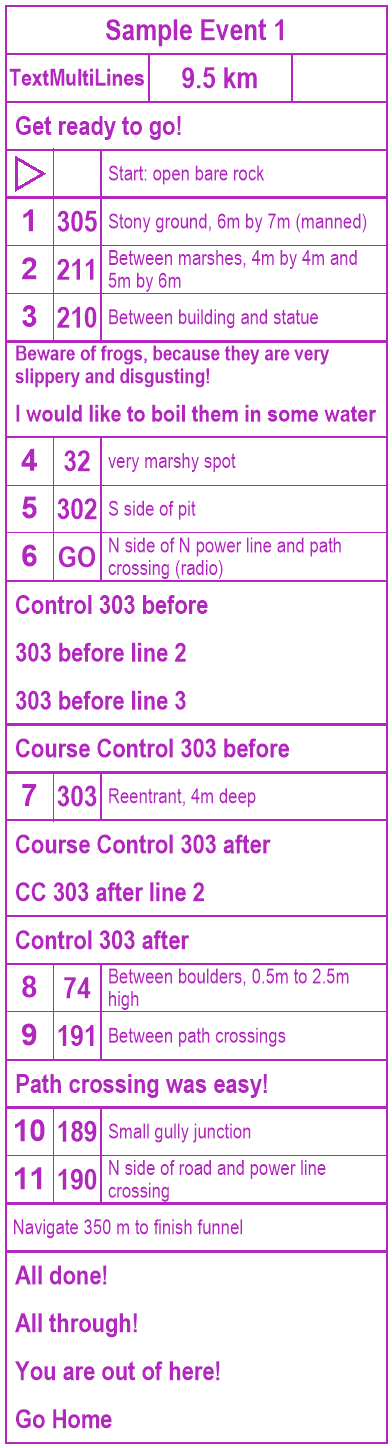 Sample Event 1
TextMultiLines 9.5 km
Get ready to go!
Start: open bare rock
1 305 Stony ground, 6m by 7m (manned)
2 211 Between marshes, 4m by 4m and
5m by 6m
3 210 Between building and statue
Beware of frogs, because they are very
slippery and disgusting!
I would like to boil them in some water
4 32 very marshy spot
5 302 S side of pit
6 GO N side of N power line and path
crossing (radio)
Control 303 before
303 before line 2
303 before line 3
Course Control 303 before
7 303 Reentrant, 4m deep
Course Control 303 after
CC 303 after line 2
Control 303 after
8 74 Between boulders, 0.5m to 2.5m
high
9 191 Between path crossings
Path crossing was easy!
10 189 Small gully junction
11 190 N side of road and power line
crossing
Navigate 350 m to finish funnel
All done!
All through!
You are out of here!
Go Home